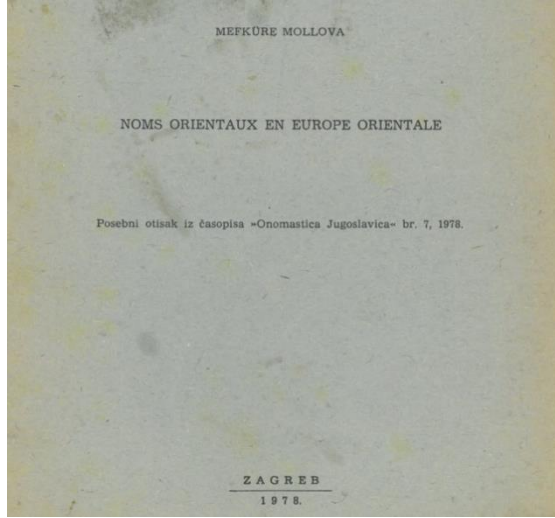 MEFKÜRE MOLLOVA
NOMS ORIENTAUX EN EUROPE ORIENTALE
Posebni otisak iz časopisa »Onomastica Jugoslavica« br. 7, 1978.
ZAGREB
1978.